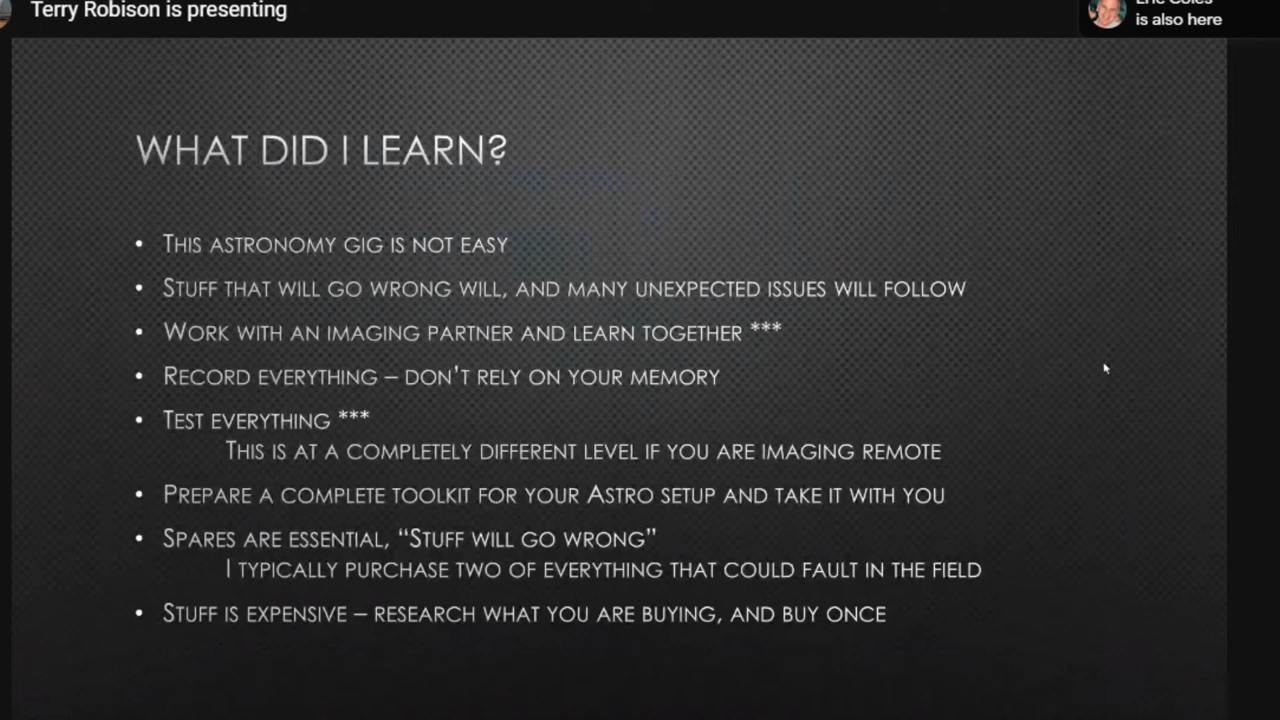 Terry Robison is presenting
Eric Coles
is also here
WHAT DID I LEARN?
• THIS ASTRONOMY GIG IS NOT EASY
• STUFF THAT WILL GO WRONG WILL, AND MANY UNEXPECTED ISSUES WILL FOLLOW
• WORK WITH AN IMAGING PARTNER AND LEARN TOGETHER ***
• RECORD EVERYTHING – DON'T RELY ON YOUR MEMORY
• TEST EVERYTHING ***
THIS IS AT A COMPLETELY DIFFERENT LEVEL IF YOU ARE IMAGING REMOTE
• PREPARE A COMPLETE TOOLKIT FOR YOUR ASTRO SETUP AND TAKE IT WITH YOU
• SPARES ARE ESSENTIAL, “STUFF WILL GO WRONG”
I TYPICALLY PURCHASE TWO OF EVERYTHING THAT COULD FAULT IN THE FIELD
• STUFF IS EXPENSIVE – RESEARCH WHAT YOU ARE BUYING, AND BUY ONCE